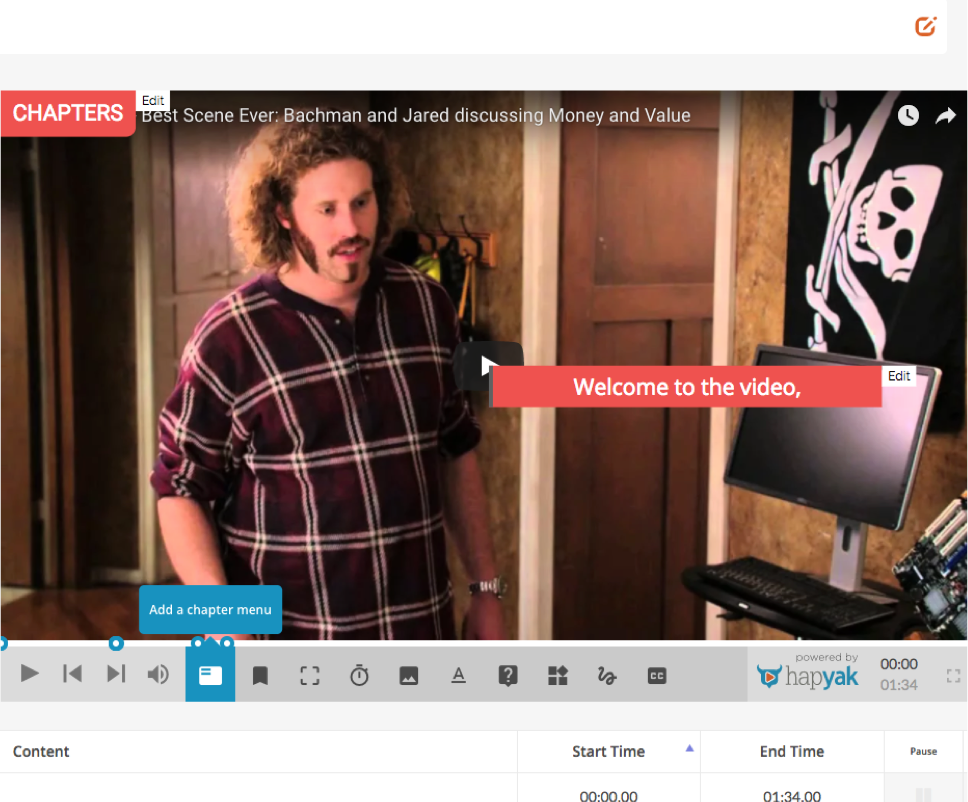 CHAPTERS
Edit
Best Scene Ever: Bachman and Jared discussing Money and Value
Edit
Welcome to the video,
Add a chapter menu
A
?
CC
powered by
hapyak
00:00
01:34
Content
Start Time
End Time
Pause
00:00.00
01:34.00